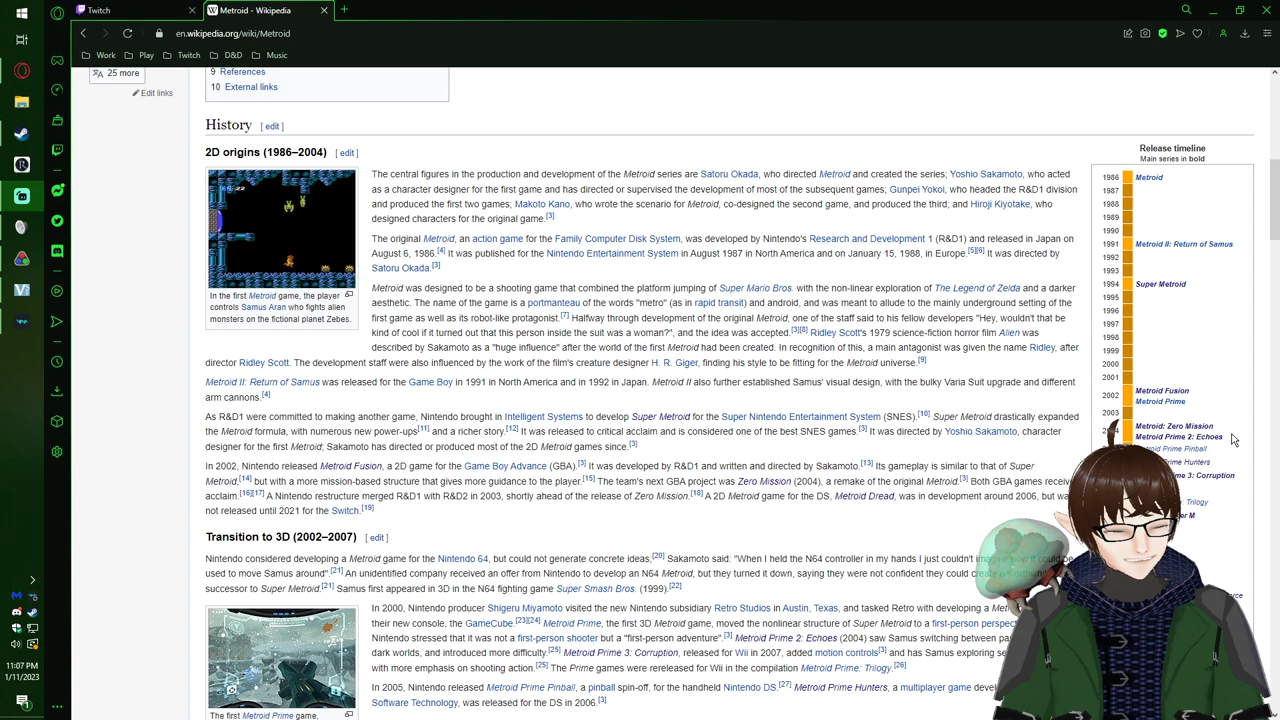 Twitch
Metroid - Wikipedia
en.wikipedia.org/wiki/Metroid
Work Play Twitch D&D Music
25 more
Edit links
9 References
10 External links
History [ edit ]
2D origins (1986–2004) [ edit ]
In the first Metroid game, the player
controls Samus Aran who fights alien
monsters on the fictional planet Zebes.
The central figures in the production and development of the Metroid series are Satoru Okada, who directed Metroid and created the series; Yoshio Sakamoto, who acted
as a character designer for the first game and has directed or supervised the development of most of the subsequent games; Gunpei Yokoi, who headed the R&D1 division
and produced the first two games; Makoto Kano, who wrote the scenario for Metroid, co-designed the second game, and produced the third; and Hiroji Kiyotake, who
designed characters for the original game.[3]
The original Metroid, an action game for the Family Computer Disk System, was developed by Nintendo's Research and Development 1 (R&D1) and released in Japan on
August 6, 1986.[4] It was published for the Nintendo Entertainment System in August 1987 in North America and on January 15, 1988, in Europe.[5][6] It was directed by
Satoru Okada.[3]
Metroid was designed to be a shooting game that combined the platform jumping of Super Mario Bros. with the non-linear exploration of The Legend of Zelda and a darker
aesthetic. The name of the game is a portmanteau of the words "metro" (as in rapid transit) and android, and was meant to allude to the mainly underground setting of the
first game as well as its robot-like protagonist.[7] Halfway through development of the original Metroid, one of the staff said to his fellow developers "Hey, wouldn't that be
kind of cool if it turned out that this person inside the suit was a woman?", and the idea was accepted.[3][8] Ridley Scott's 1979 science-fiction horror film Alien was
described by Sakamoto as a "huge influence" after the world of the first Metroid had been created. In recognition of this, a main antagonist was given the name Ridley, after
director Ridley Scott. The development staff were also influenced by the work of the film's creature designer H. R. Giger, finding his style to be fitting for the Metroid universe.[9]
Metroid II: Return of Samus was released for the Game Boy in 1991 in North America and in 1992 in Japan. Metroid II also further established Samus' visual design, with the bulky Varia Suit upgrade and different
arm cannons.[4]
As R&D1 were committed to making another game, Nintendo brought in Intelligent Systems to develop Super Metroid for the Super Nintendo Entertainment System (SNES).[10] Super Metroid drastically expanded
the Metroid formula, with numerous new power-ups[11] and a richer story.[12] It was released to critical acclaim and is considered one of the best SNES games.[3] It was directed by Yoshio Sakamoto, character
designer for the first Metroid; Sakamoto has directed or produced most of the 2D Metroid games since.[3]
In 2002, Nintendo released Metroid Fusion, a 2D game for the Game Boy Advance (GBA).[3] It was developed by R&D1 and written and directed by Sakamoto.[13] Its gameplay is similar to that of Super
Metroid,[14] but with a more mission-based structure that gives more guidance to the player.[15] The team's next GBA project was Zero Mission (2004), a remake of the original Metroid.[3] Both GBA games
acclaim.[16][17] A Nintendo restructure merged R&D1 with R&D2 in 2003, shortly ahead of the release of Zero Mission.[18] A 2D Metroid game for the DS, Metroid Dread, was in development around 2006, but was
not released until 2021 for the Switch.[19]
Transition to 3D (2002–2007) [ edit ]
Nintendo considered developing a Metroid game for the Nintendo 64, but could not generate concrete ideas;[20] Sakamoto said: "When I held the N64 controller in my hands I just couldn't
used to move Samus around".[21] An unidentified company received an offer from Nintendo to develop an N64 Metroid, but they turned it down, saying they were not confident they could
successor to Super Metroid.[21] Samus first appeared in 3D in the N64 fighting game Super Smash Bros. (1999).[22]
The first Metroid Prime game,
In 2000, Nintendo producer Shigeru Miyamoto visited the new Nintendo subsidiary Retro Studios in Austin, Texas, and tasked Retro with developing a
their new console, the GameCube.[23][24] Metroid Prime, the first 3D Metroid game, moved the nonlinear structure of Super Metroid to a first-person
Nintendo stressed that it was not a first-person shooter but a "first-person adventure".[3] Metroid Prime 2: Echoes (2004) saw Samus switching between
dark worlds, and introduced more difficulty.[25] Metroid Prime 3: Corruption, released for Wii in 2007, added motion controls[3] and has Samus exploring
with more emphasis on shooting action.[25] The Prime games were rereleased for Wii in the compilation Metroid Prime: Trilogy.[26]
In 2005, Nintendo released Metroid Prime Pinball, a pinball spin-off, for the handheld Nintendo DS.[27] Metroid Prime Hunters, a multiplayer game
Software Technology, was released for the DS in 2006.[3]
Release timeline
Main series in bold
1986 Metroid
1987
1988
1989
1990
1991 Metroid II: Return of Samus
1992
1993
1994 Super Metroid
1995
1996
1997
1998
1999
2000
2001
2002 Metroid Fusion
Metroid Prime
2003
Metroid: Zero Mission
Metroid Prime 2: Echoes
Prime Pinball
Prime Hunters
3: Corruption
Trilogy
M
11:07 PM
1/11/2023